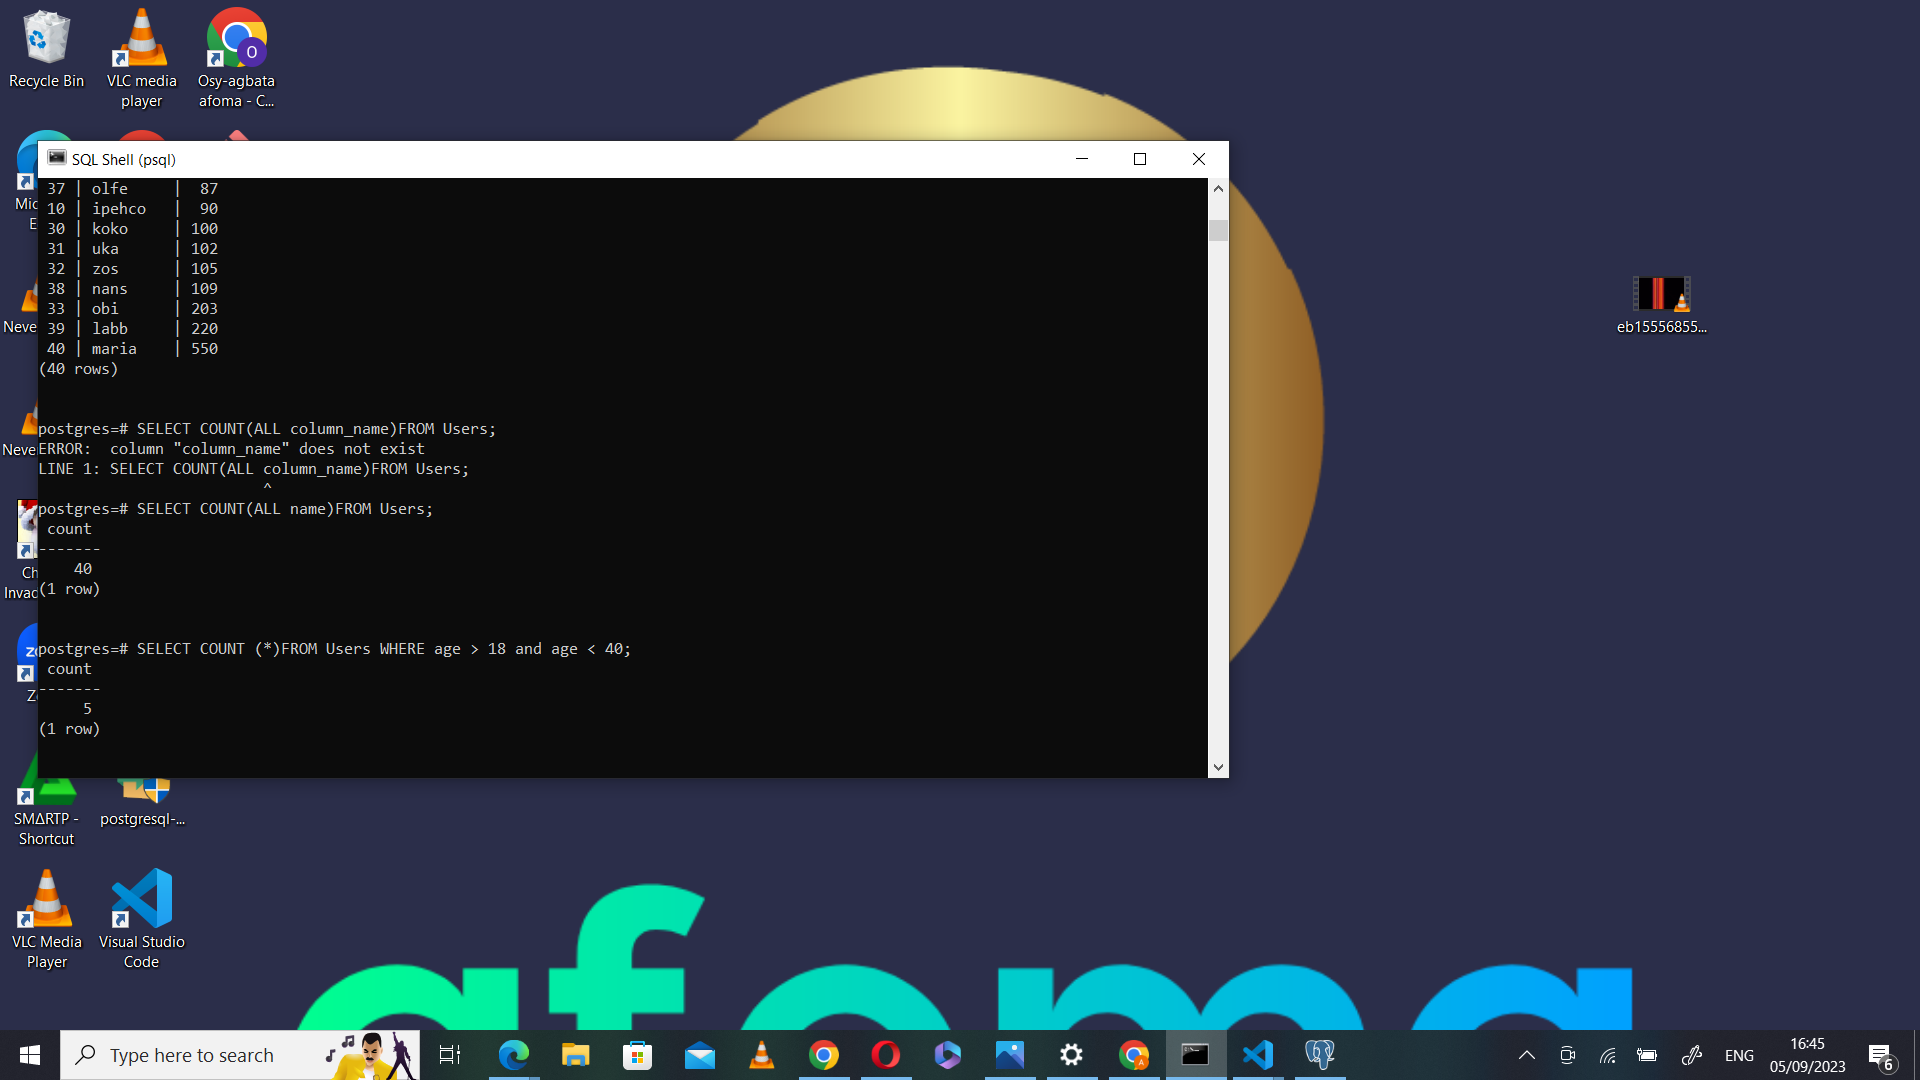 Recycle Bin
VLC media
player
Osy-agbata
afoma - C...
O
SQL Shell (psql)
37 | olfe     |  87
10 | ipehco   |  90
30 | koko     | 100
31 | uka      | 102
32 | zos      | 105
38 | nans     | 109
33 | obi      | 203
39 | labb     | 220
40 | maria    | 550
(40 rows)
postgres=# SELECT COUNT(ALL column_name)FROM Users;
ERROR:  column "column_name" does not exist
LINE 1: SELECT COUNT(ALL column_name)FROM Users;
^
postgres=# SELECT COUNT(ALL name)FROM Users;
count
-------
40
(1 row)
postgres=# SELECT COUNT (*)FROM Users WHERE age > 18 and age < 40;
count
-------
5
(1 row)
Mic
E
Neve
Neve
Ch
Invad
zo
Z
eb15556855...
SMΔRTP -
Shortcut
postgresql-...
VLC Media
Player
Visual Studio
Code
afoma
Type here to search
ENG
16:45
05/09/2023
6